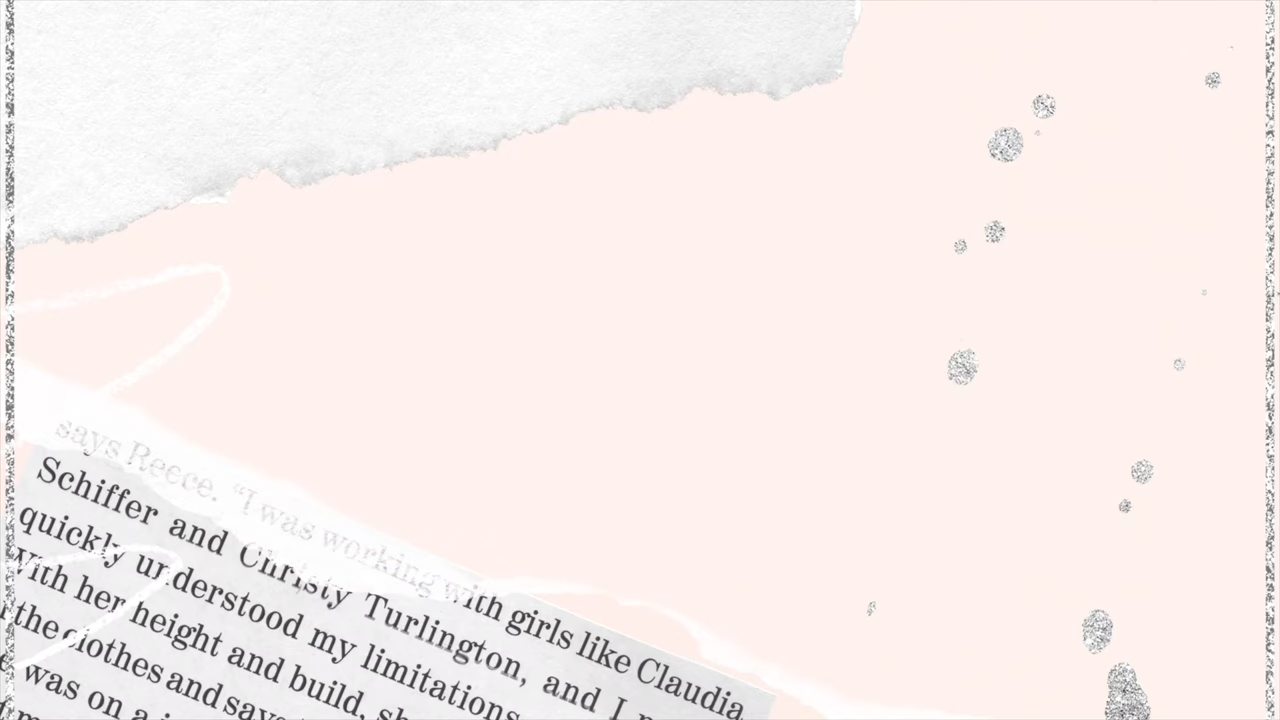 says Reece. “I was working with girls like Claudia
Schiffer and Christy Turlington, and I
quickly understood my limitations
With her height and build,
the clothes and
was on a